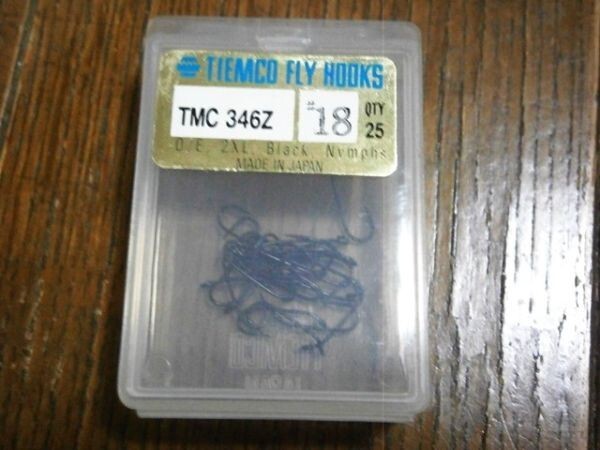 TIEMCO FLY HOOKS
TMC 346Z # 18 QTY 25
D/E, 2XL, Black, Nymphs
MADE IN JAPAN